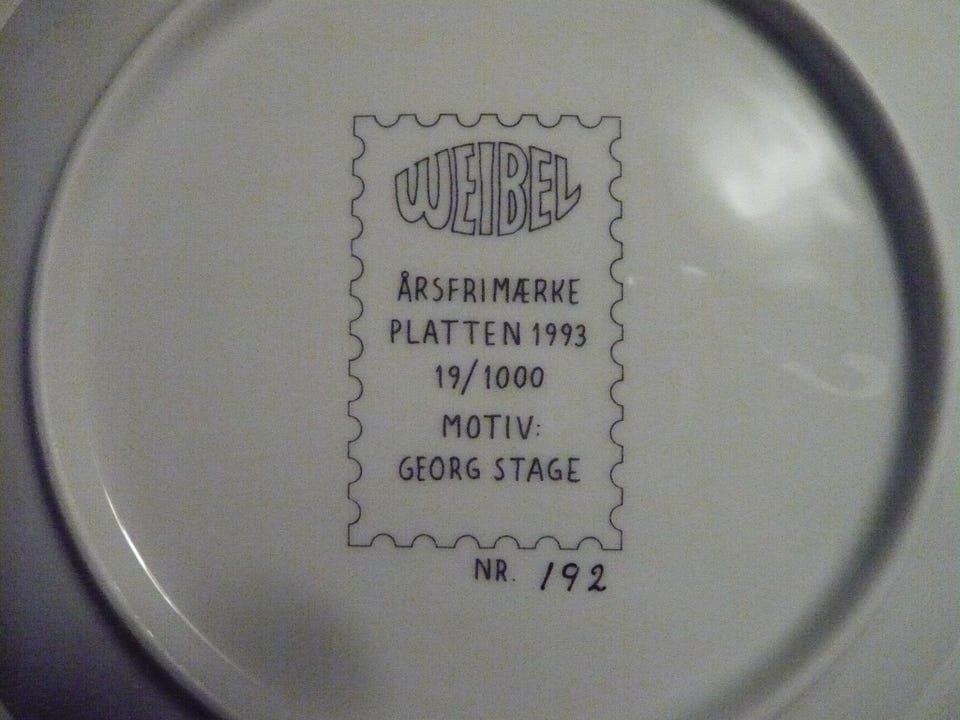 WEIBEL
ÅRSFRIMÆRKE
PLATTEN 1993
19/1000
MOTIV:
GEORG STAGE
NR. 192